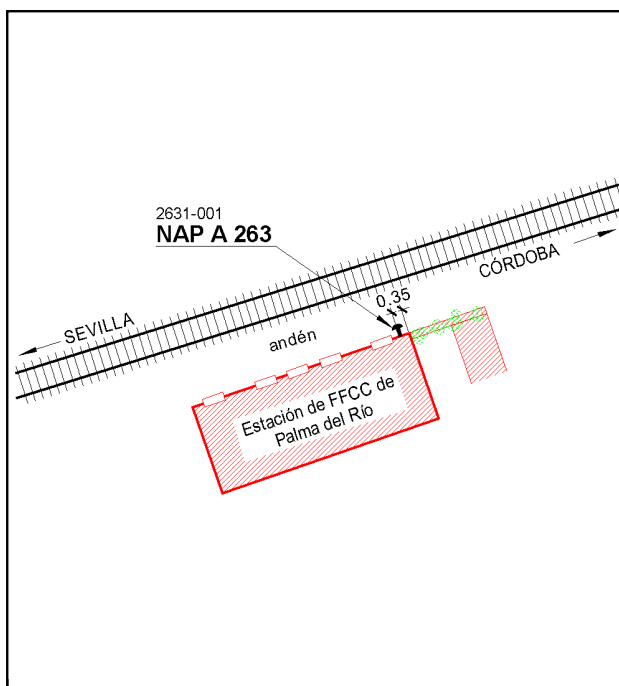 2631-001
NAP A 263
CÓRDOBA
0.35
SEVILLA
andén
Estación de FFCC de
Palma del Río